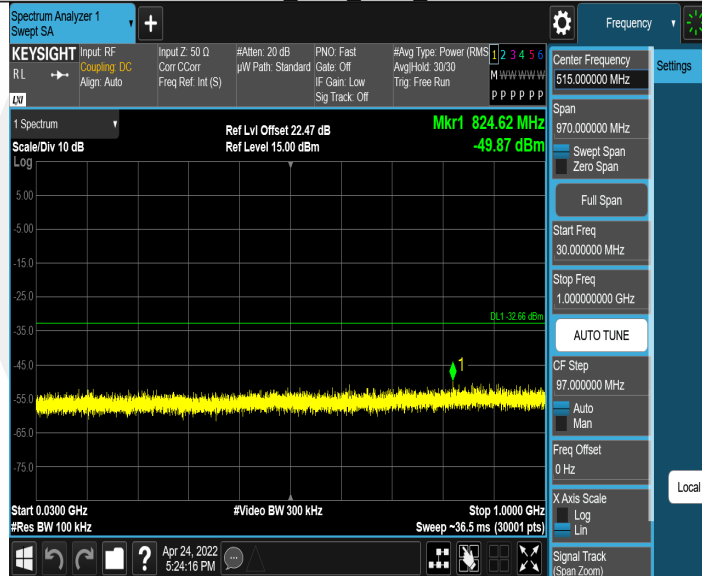 Spectrum Analyzer 1
Swept SA
+
Frequency
KEYSIGHT
R L
LXI
Input: RF
Coupling: DC
Align: Auto
Input Z: 50 Ω
Corr CCorr
Freq Ref: Int (S)
#Atten: 20 dB
µW Path: Standard
PNO: Fast
Gate: Off
IF Gain: Low
Sig Track: Off
#Avg Type: Power (RMS
Avg|Hold: 30/30
Trig: Free Run
1 2 3 4 5 6
M W W W W W
P P P P P P
1 Spectrum
Scale/Div 10 dB
Ref Lvl Offset 22.47 dB
Ref Level 15.00 dBm
Mkr1 824.62 MHz
-49.87 dBm
Log
5.00
-5.00
-15.0
-25.0
-35.0
-45.0
-55.0
-65.0
-75.0
DL1 -32.66 dBm
1
Start 0.0300 GHz
#Res BW 100 kHz
#Video BW 300 kHz
Stop 1.0000 GHz
Sweep ~36.5 ms (30001 pts)
?
Apr 24, 2022
5:24:16 PM
Center Frequency
515.000000 MHz
Settings
Span
970.000000 MHz
Swept Span
Zero Span
Full Span
Start Freq
30.000000 MHz
Stop Freq
1.000000000 GHz
AUTO TUNE
CF Step
97.000000 MHz
Auto
Man
Freq Offset
0 Hz
X Axis Scale
Log
Lin
Local
Signal Track
(Span Zoom)